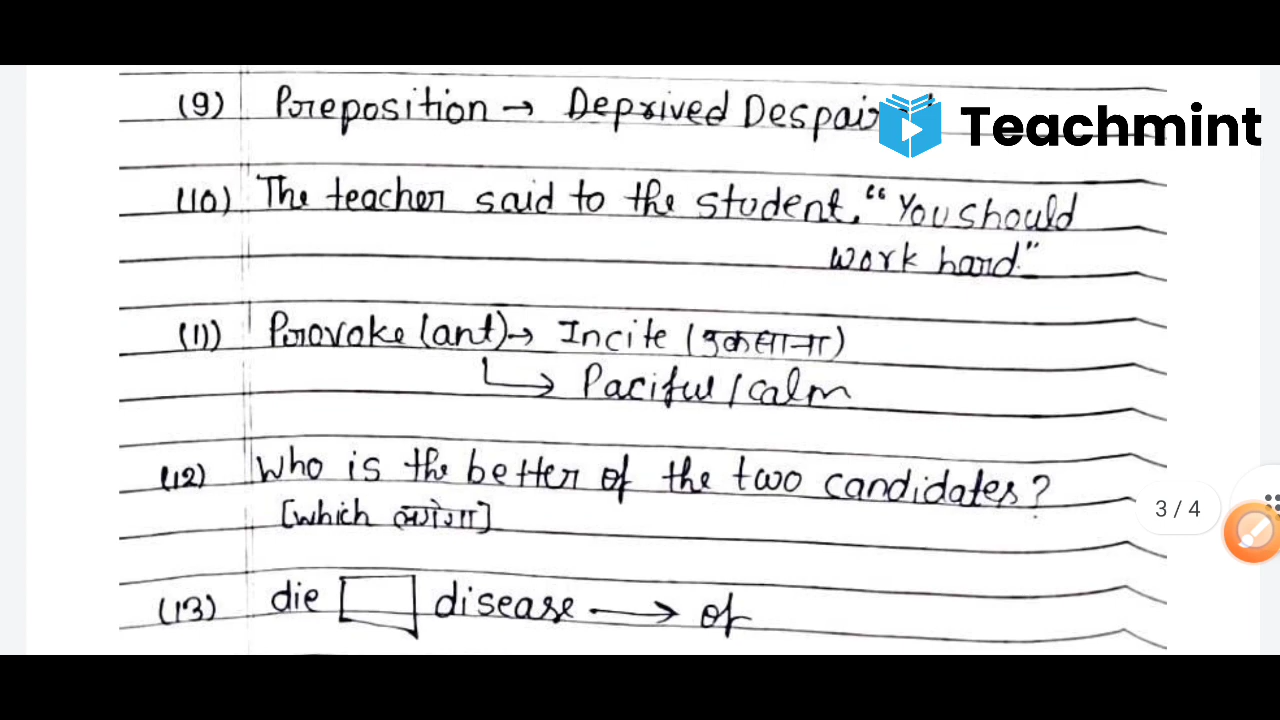 (9) Preposition → Deprived Despair
Teachmint
(10) The teacher said to the student, "You should
work hard."
(11) Provoke (ant) → Incite (उकसाना)
→ Paciful / calm
(12) Who is the better of the two candidates?
[which लगेगा]
3 / 4
(13) die disease → of